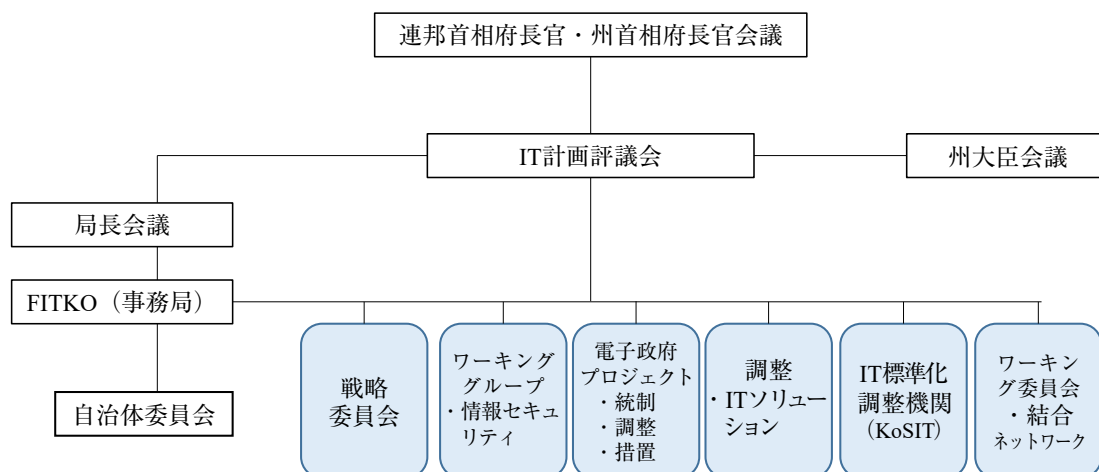 連邦首相府長官・州首相府長官会議
IT計画評議会
州大臣会議
局長会議
FITKO（事務局）
自治体委員会
戦略
委員会
ワーキング
グループ
・情報セキュ
リティ
電子政府
プロジェクト
・統制
・調整
・措置
調整
・ITソリュー
ション
IT標準化
調整機関
（KoSIT）
ワーキン
グ委員会
・結合
ネットワーク